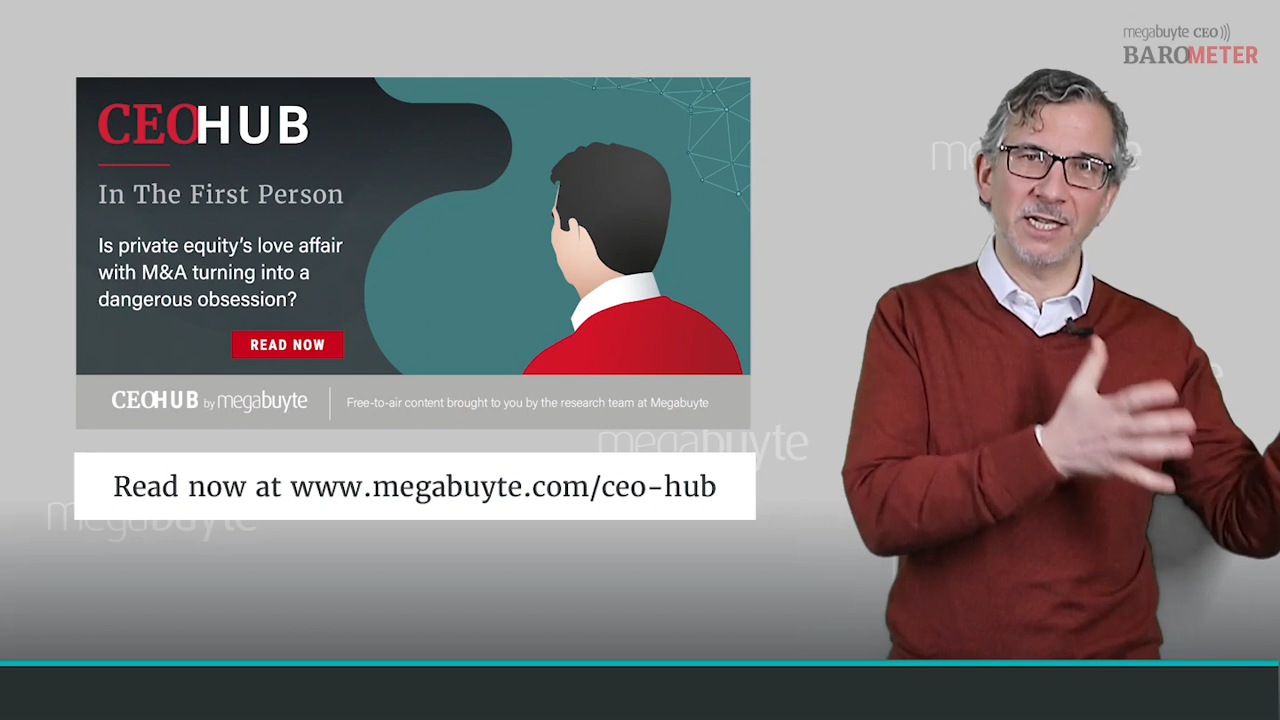 megabuyte CEO
BAROMETER
CEOHUB
In The First Person
Is private equity’s love affair
with M&A turning into a
dangerous obsession?
READ NOW
CEOHUB by megabuyte
Free-to-air content brought to you by the research team at Megabuyte
megabuyte
Read now at www.megabuyte.com/ceo-hub
megabuyte